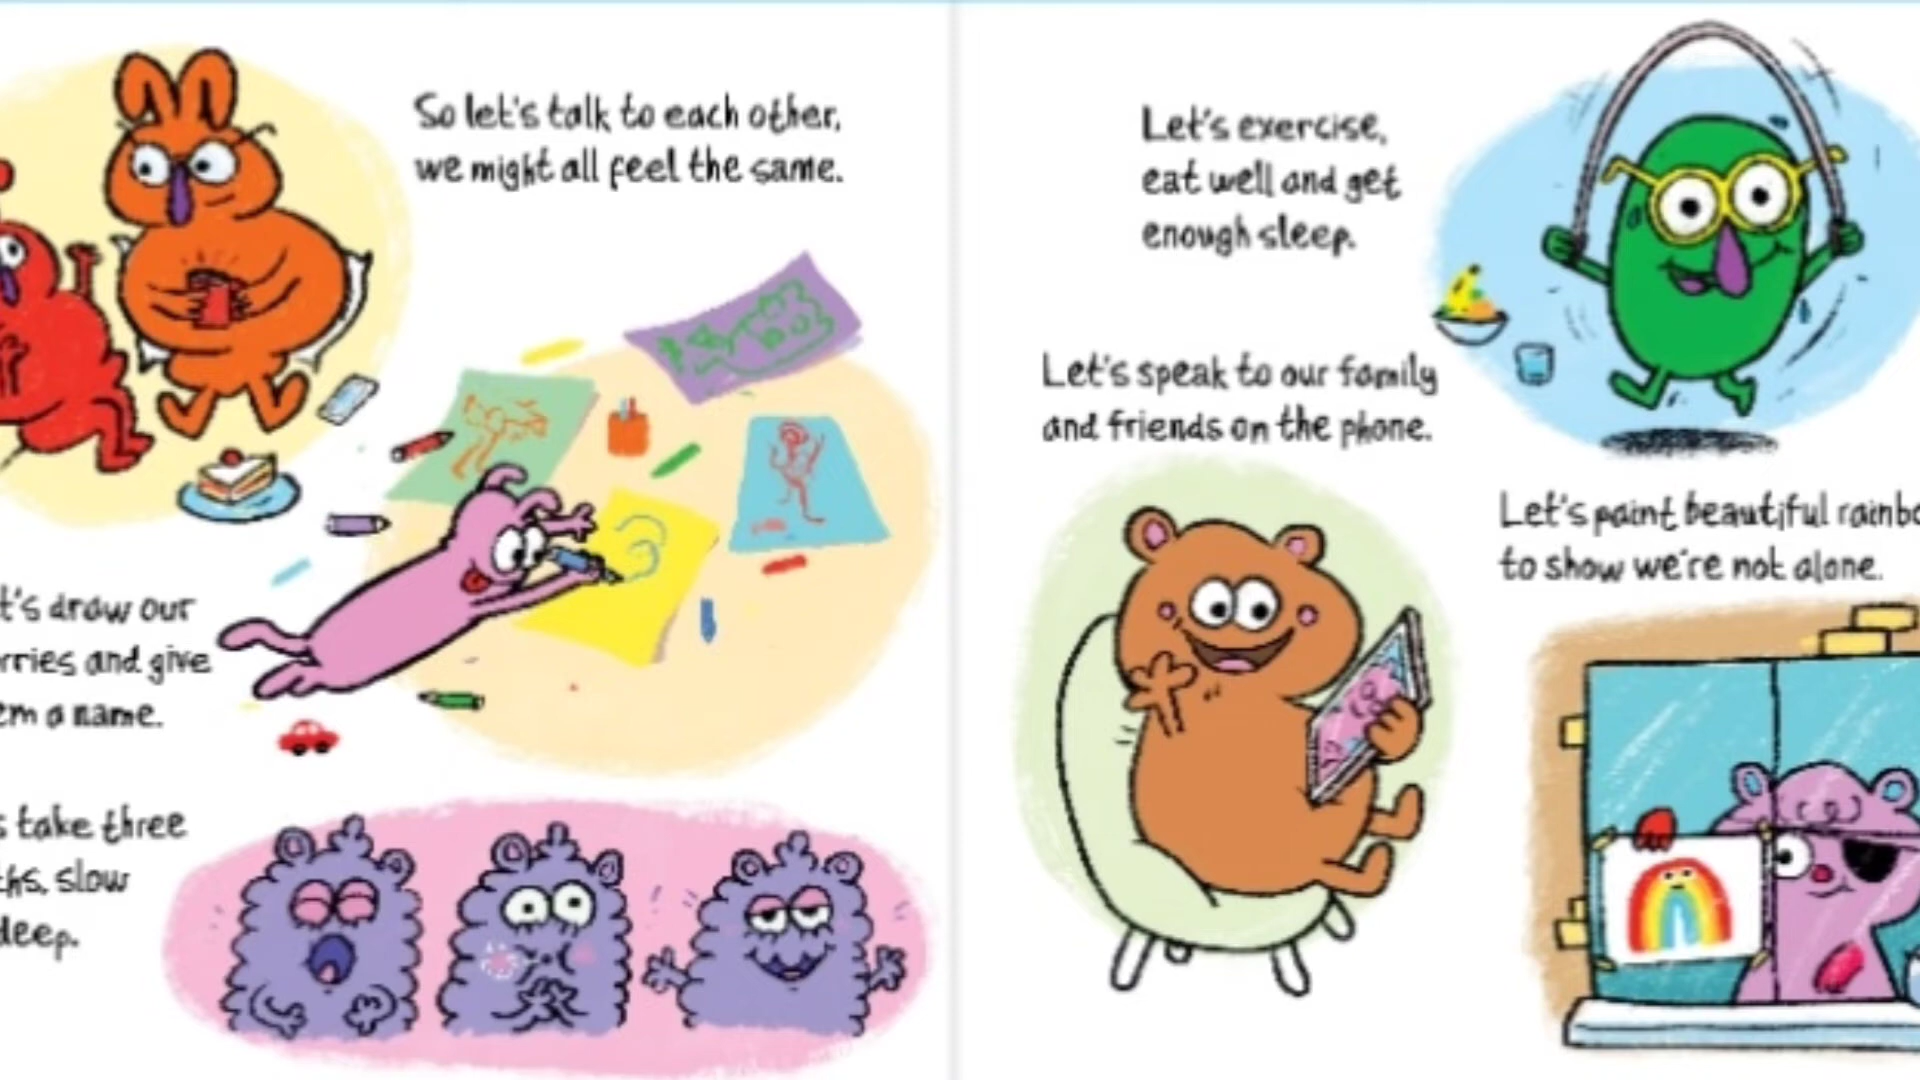 So let's talk to each other,
we might all feel the same.
t's draw our
rries and give
em a name.
s take three
ths, slow
deep.
Let's exercise,
eat well and get
enough sleep.
Let's speak to our family
and friends on the phone.
Let's paint beautiful rainbo
to show we're not alone.